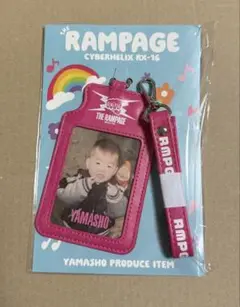 RAMPAGE
CYBERHELIX RX-16
THE RAMPAGE
YAMASHO
RAMPAGE
YAMASHO PRODUCE ITEM